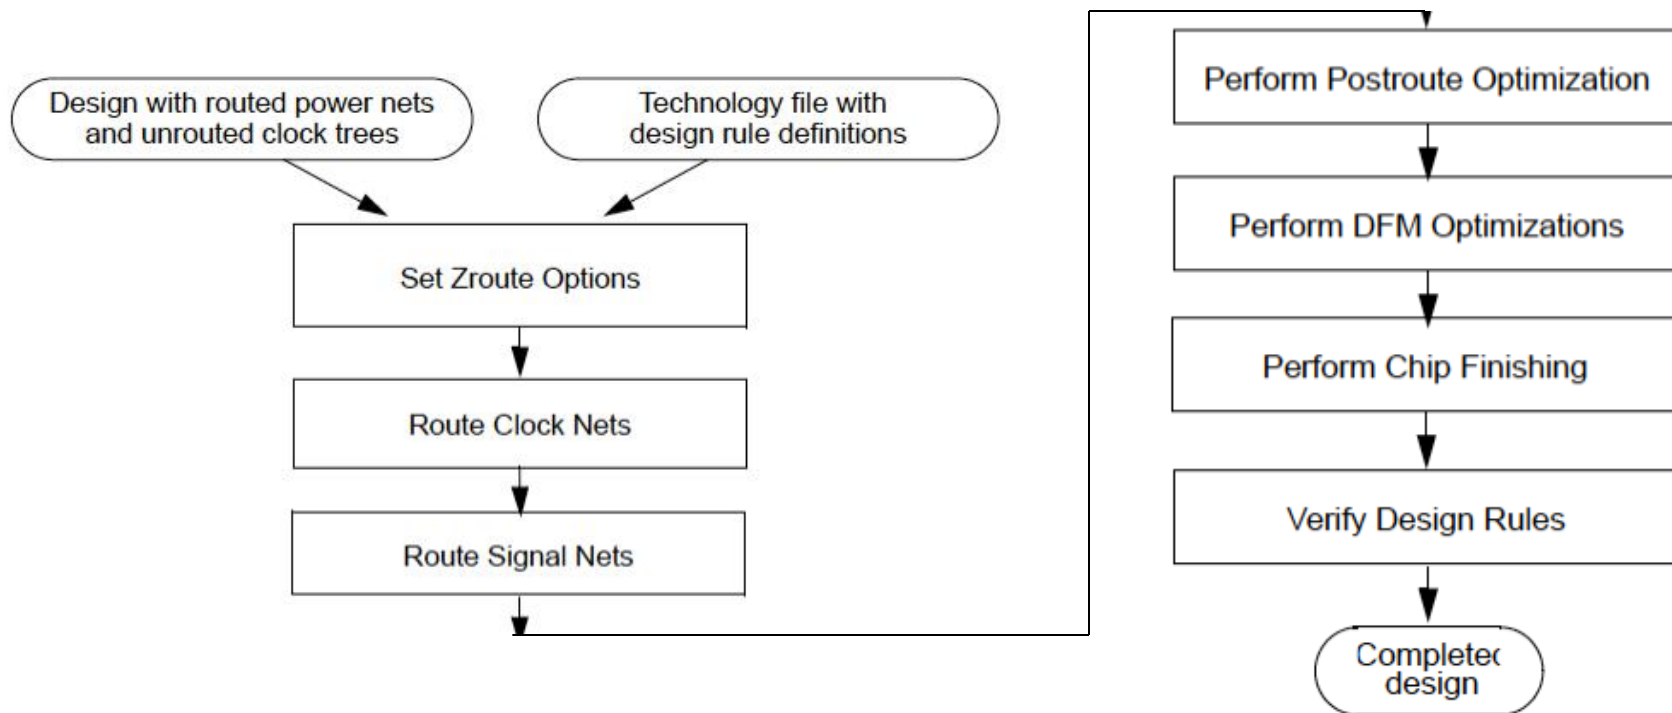 Design with routed power nets
and unrouted clock trees
Technology file with
design rule definitions
Set Zroute Options
Route Clock Nets
Route Signal Nets
Perform Postroute Optimization
Perform DFM Optimizations
Perform Chip Finishing
Verify Design Rules
Completed
design